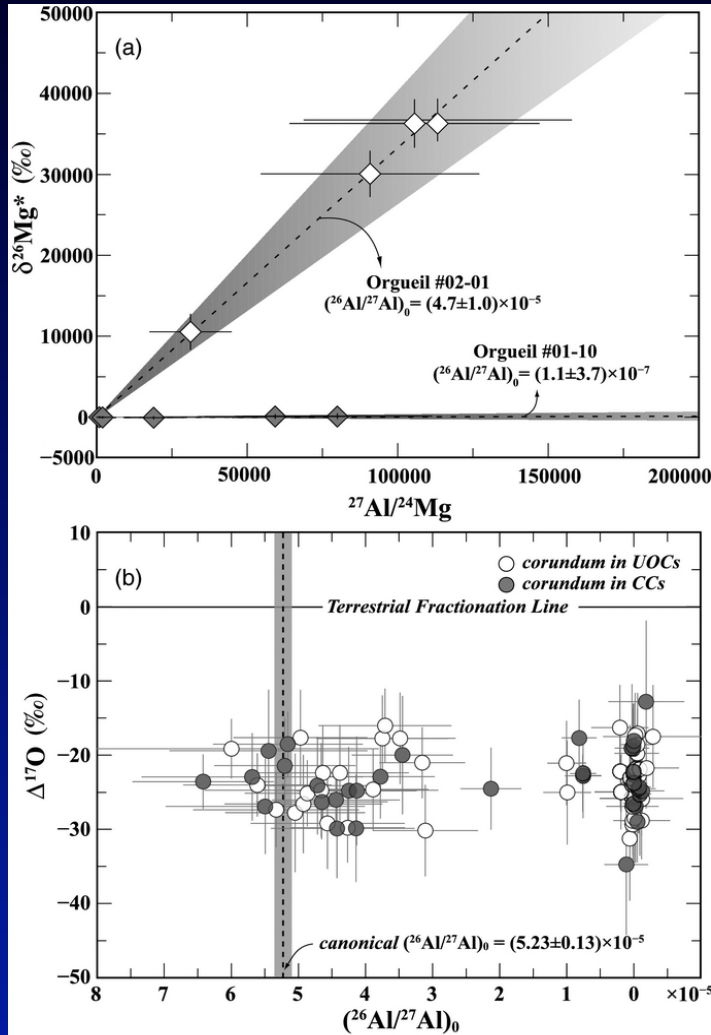 (a)
δ²⁶Mg* (‰)
50000
40000
30000
20000
10000
0
−5000
Orgueil #02-01
(²⁶Al/²⁷Al)₀= (4.7±1.0)×10⁻⁵
Orgueil #01-10
(²⁶Al/²⁷Al)₀= (1.1±3.7)×10⁻⁷
0 50000 100000 150000 200000
²⁷Al/²⁴Mg
(b)
Δ¹⁷O (‰)
10
0
−10
−20
−30
−40
−50
corundum in UOCs
corundum in CCs
Terrestrial Fractionation Line
canonical (²⁶Al/²⁷Al)₀ = (5.23±0.13)×10⁻⁵
8 7 6 5 4 3 2 1 0 ×10⁻⁵
(²⁶Al/²⁷Al)₀